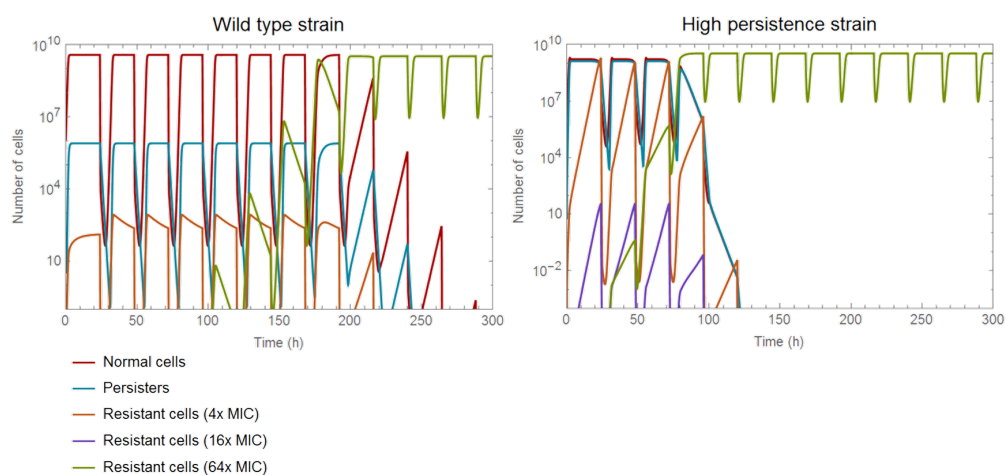 Wild type strain
High persistence strain
Number of cells
10^10
10^7
10^4
10
0 50 100 150 200 250 300
Time (h)
Number of cells
10^10
10^7
10^4
10
10^−2
0 50 100 150 200 250 300
Time (h)
Normal cells
Persisters
Resistant cells (4x MIC)
Resistant cells (16x MIC)
Resistant cells (64x MIC)